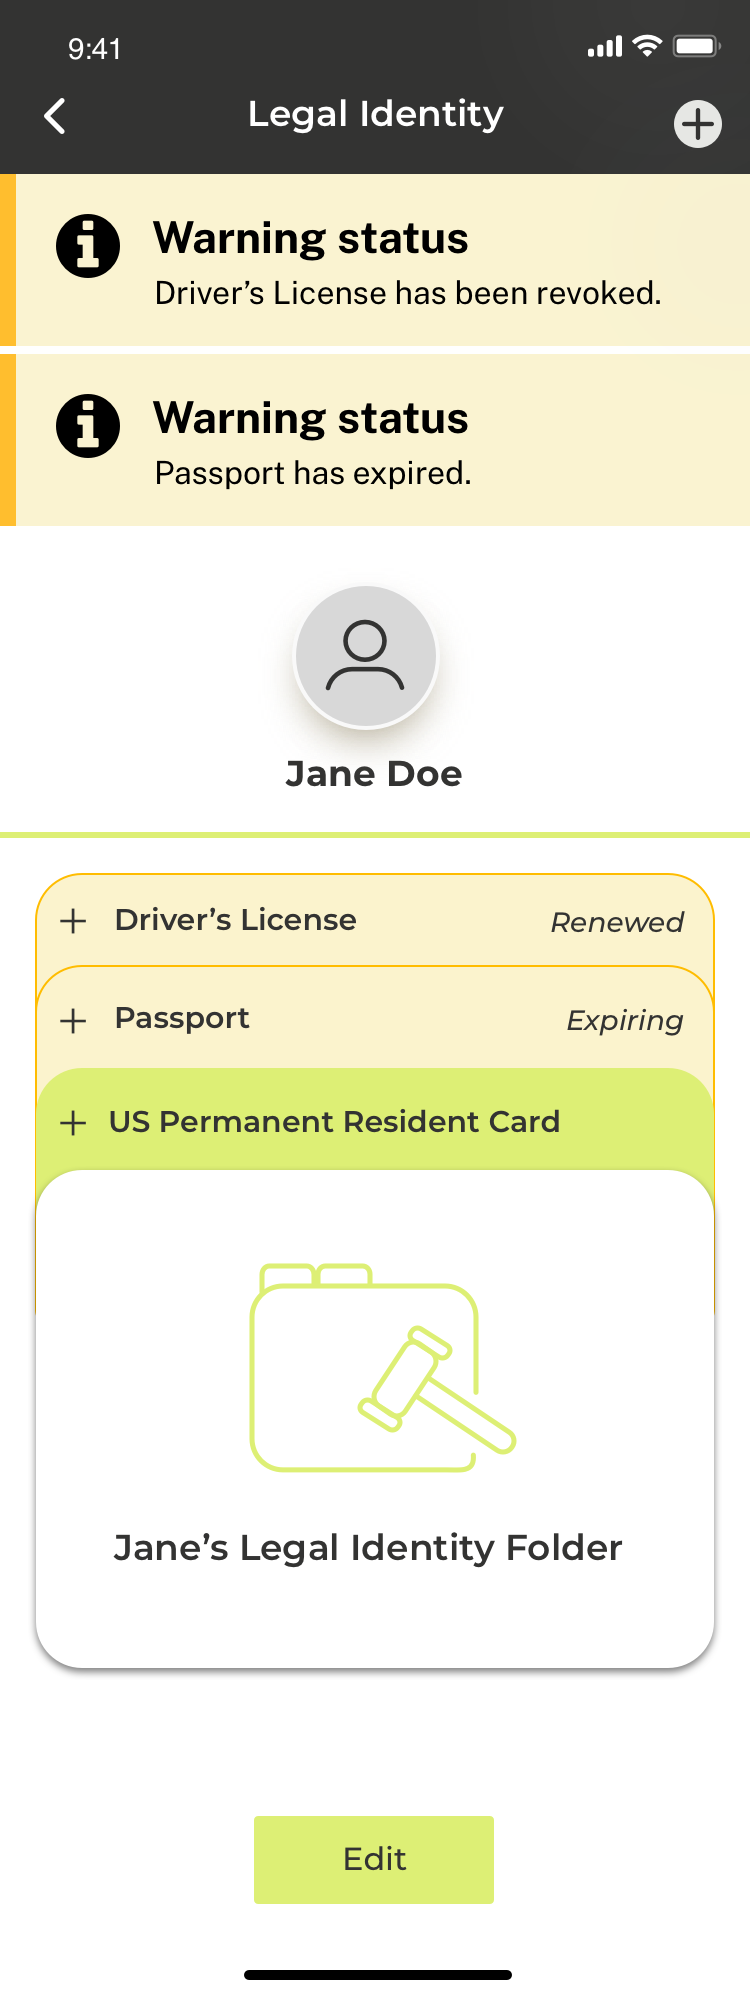 9:41
Legal Identity
Warning status
Driver’s License has been revoked.
Warning status
Passport has expired.
Jane Doe
Driver’s License Renewed
Passport Expiring
US Permanent Resident Card
Jane’s Legal Identity Folder
Edit